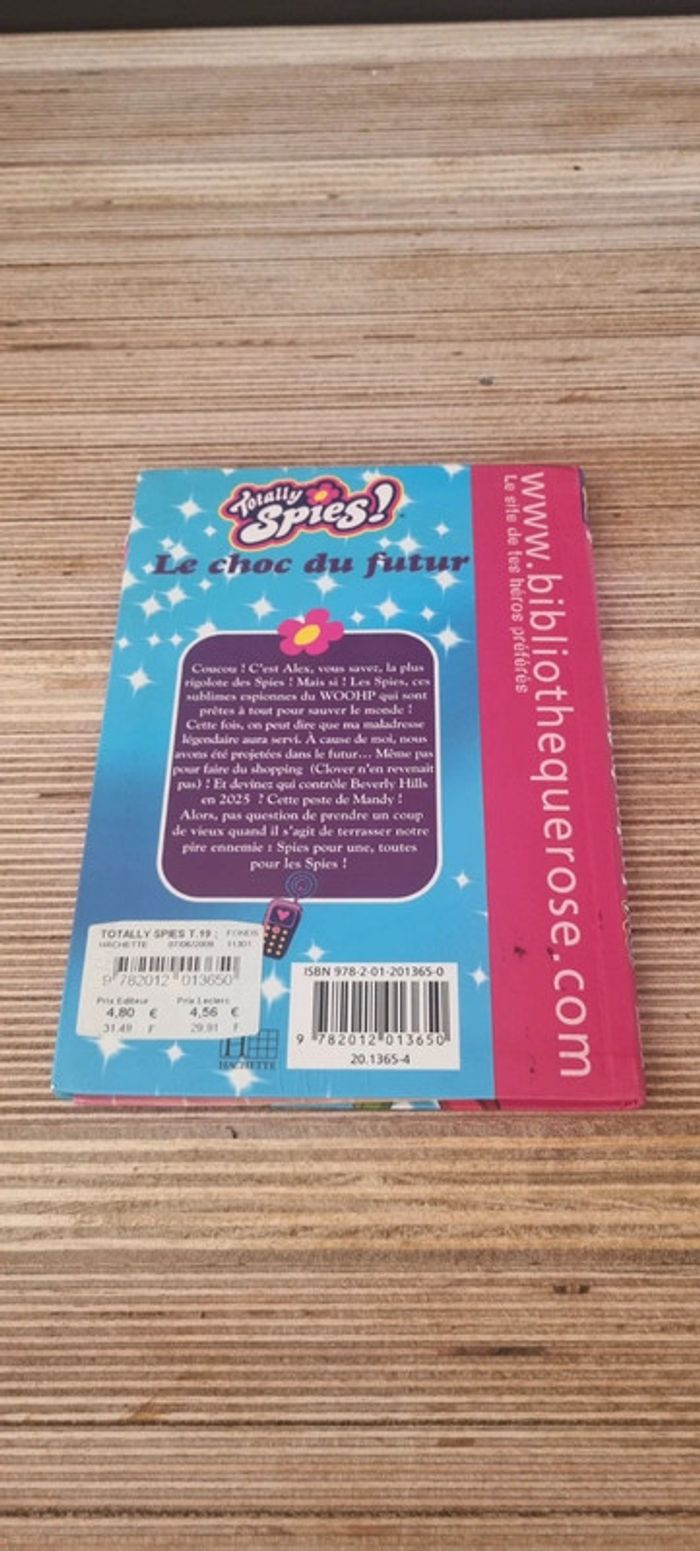 Totally
Spies!
Le choc du futur
Coucou ! C'est Alex, vous savez, la plus
rigolote des Spies ! Mais si ! Les Spies, ces
sublimes espionnes du WOOHP qui sont
prêtes à tout pour sauver le monde !
Cette fois, on peut dire que ma maladresse
légendaire aura servi. À cause de moi, nous
avons été projetées dans le futur... Même pas
pour faire du shopping (Clover n'en revenait
pas) ! Et devinez qui contrôle Beverly Hills
en 2025 ? Cette peste de Mandy !
Alors, pas question de prendre un coup
de vieux quand il s'agit de terrasser notre
pire ennemie : Spies pour une, toutes
pour les Spies !
TOTALLY SPIES T.19 ; FONDS
HACHETTE 07/06/2008 11301
9 782012 013650
Prix Editeur Prix Leclerc
4,80 € 4,56 €
31.49 F 29.91 F
H
HACHETTE
ISBN 978-2-01-201365-0
9 782012 013650
20.1365-4
www.bibliothequerose.com
Le site de tes héros préférés